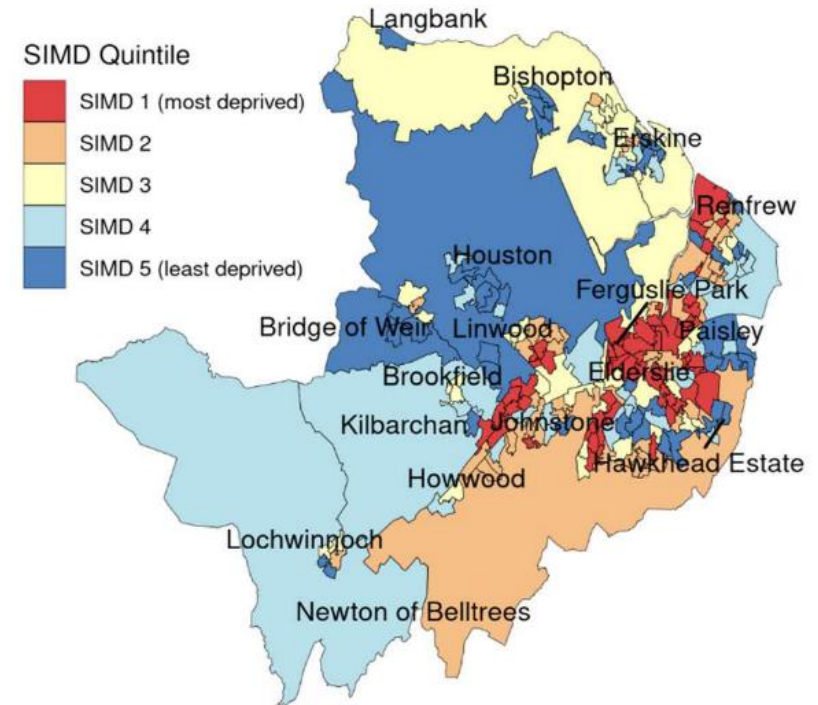 Langbank
SIMD Quintile
SIMD 1 (most deprived)
SIMD 2
SIMD 3
SIMD 4
SIMD 5 (least deprived)
Bishopton
Erskine
Renfrew
Houston
Ferguslie Park
Bridge of Weir
Linwood
Paisley
Brookfield
Elderslie
Kilbarchan
Johnstone
Howwood
Hawkhead Estate
Lochwinnoch
Newton of Belltrees